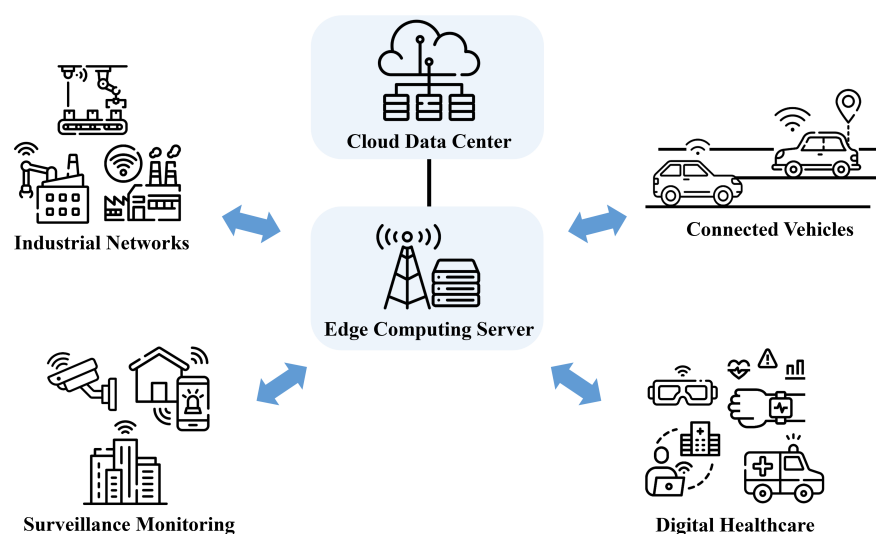 Cloud Data Center
Industrial Networks
Connected Vehicles
Edge Computing Server
Surveillance Monitoring
Digital Healthcare